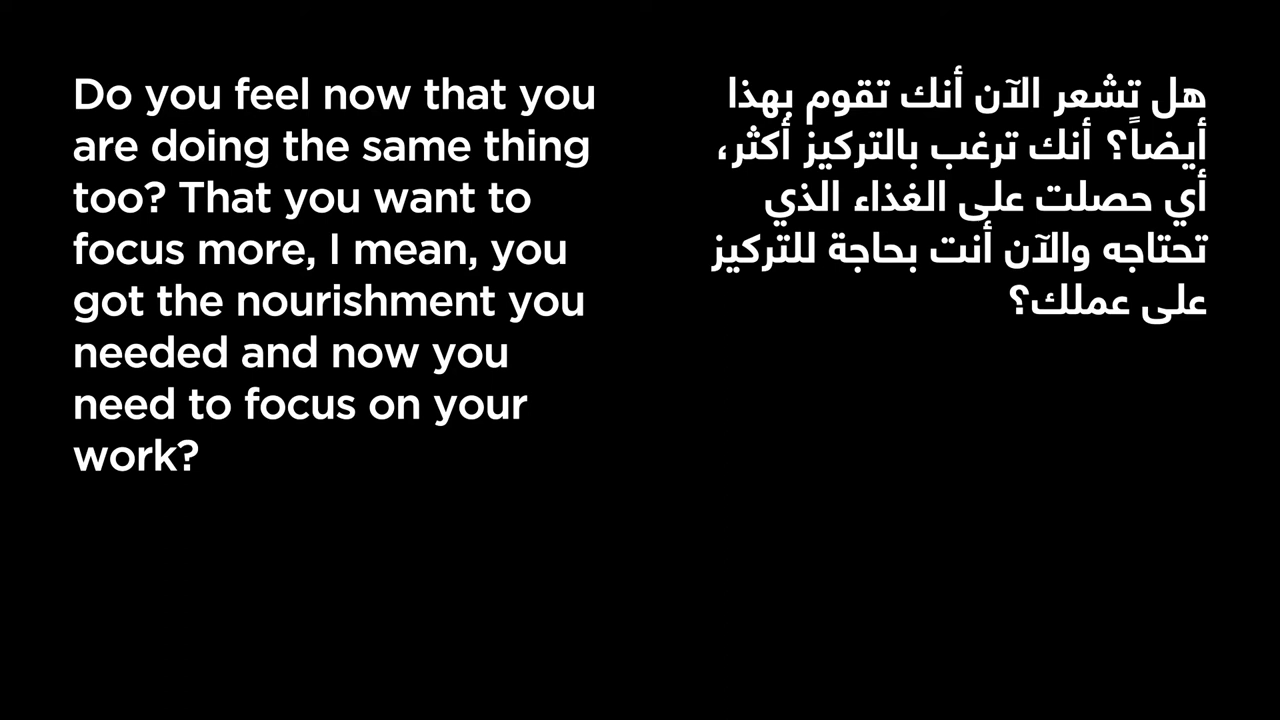 Do you feel now that you
are doing the same thing
too? That you want to
focus more, I mean, you
got the nourishment you
needed and now you
need to focus on your
work?
هل تشعر الآن أنك تقوم بهذا
أيضاً؟ أنك ترغب بالتركيز أكثر،
أي حصلت على الغذاء الذي
تحتاجه والآن أنت بحاجة للتركيز
على عملك؟